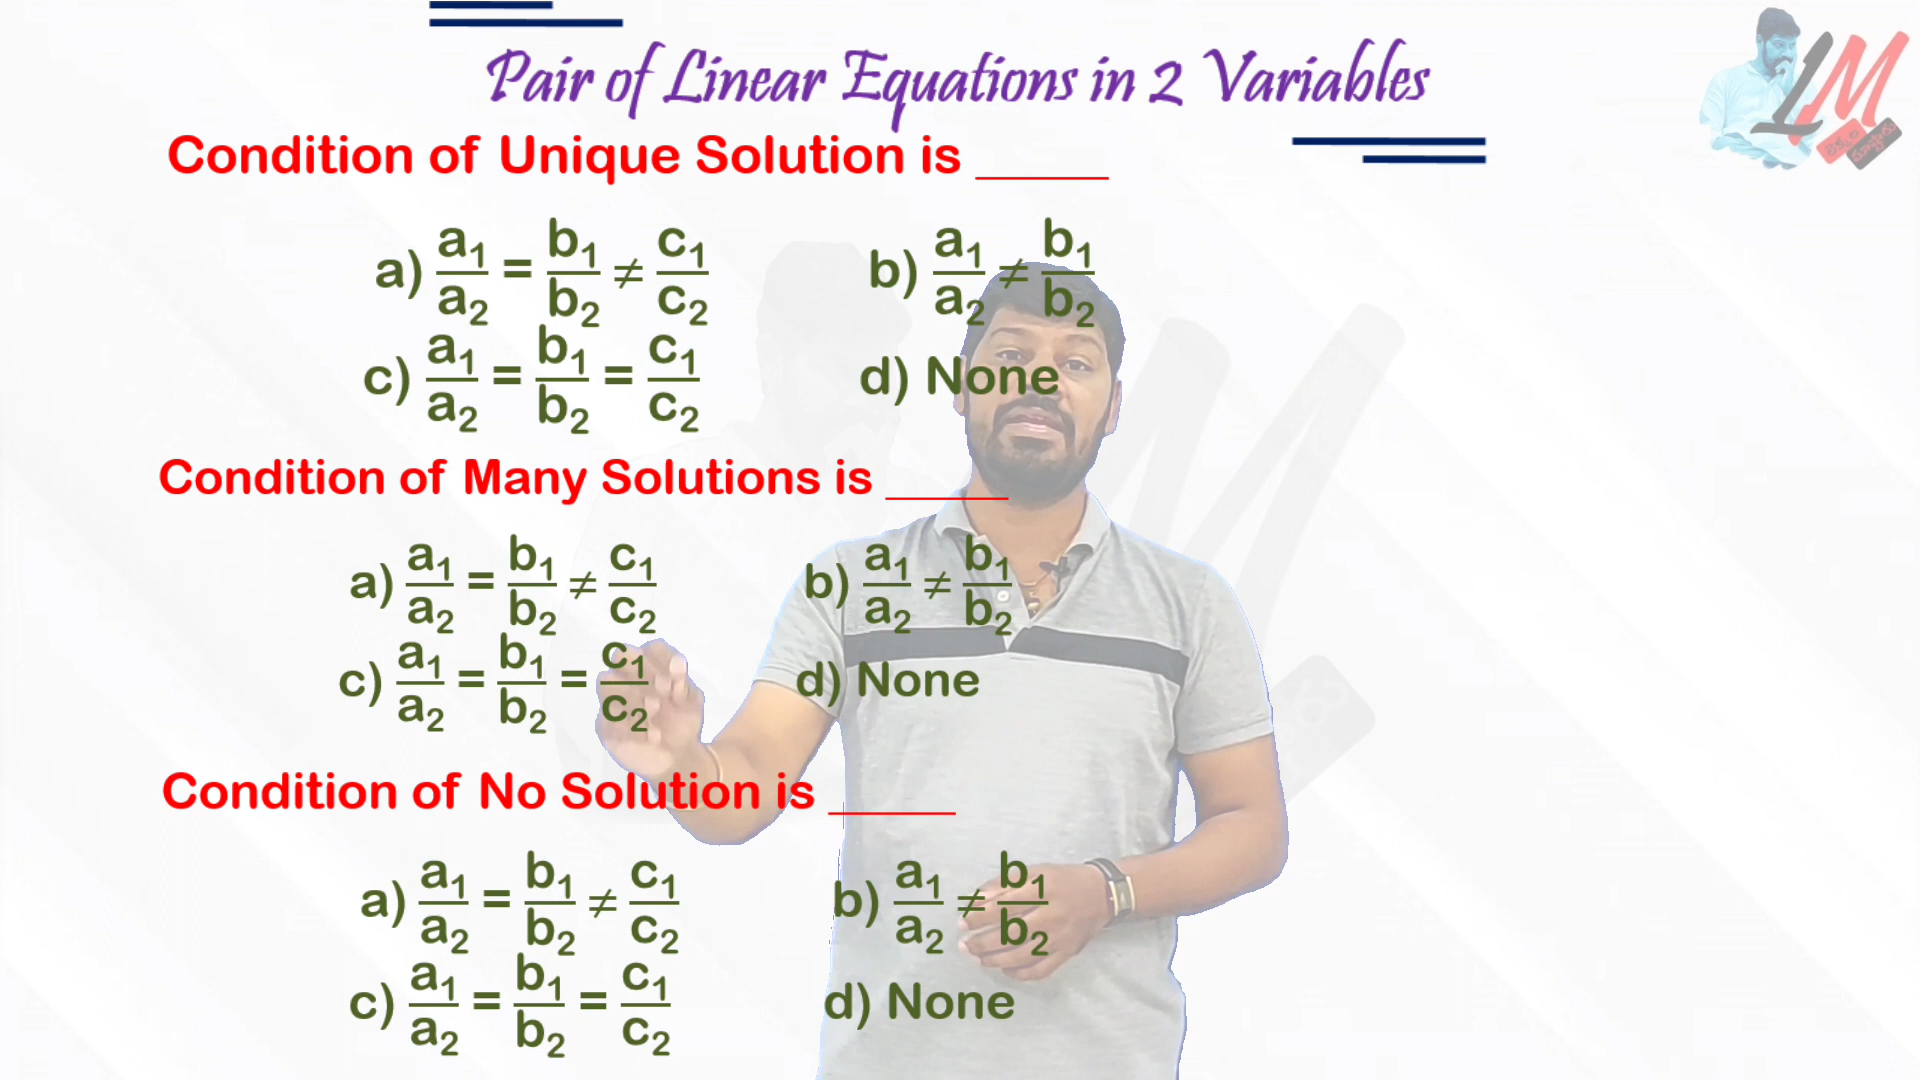 Pair of Linear Equations in 2 Variables
LM
Condition of Unique Solution is _____
a) a₁/a₂ = b₁/b₂ ≠ c₁/c₂ b) a₁/a₂ ≠ b₁/b₂
c) a₁/a₂ = b₁/b₂ = c₁/c₂ d) None
Condition of Many Solutions is _____
a) a₁/a₂ = b₁/b₂ ≠ c₁/c₂ b) a₁/a₂ ≠ b₁/b₂
c) a₁/a₂ = b₁/b₂ = c₁/c₂ d) None
Condition of No Solution is _____
a) a₁/a₂ = b₁/b₂ ≠ c₁/c₂ b) a₁/a₂ ≠ b₁/b₂
c) a₁/a₂ = b₁/b₂ = c₁/c₂ d) None